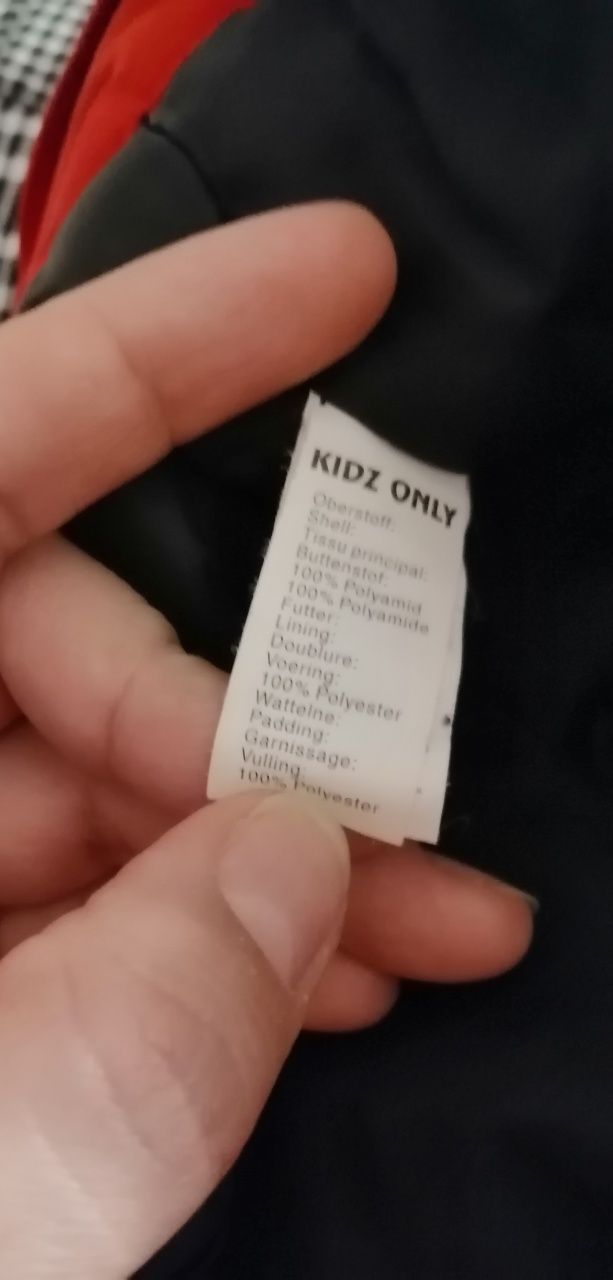 KIDZ ONLY
Oberstoff:
Shell:
Tissu principal:
Buitenstof:
100% Polyamid
100% Polyamide
Futter:
Lining:
Doublure:
Voering:
100% Polyester
Watteine:
Padding:
Garnissage:
Vulling:
100% Polyester